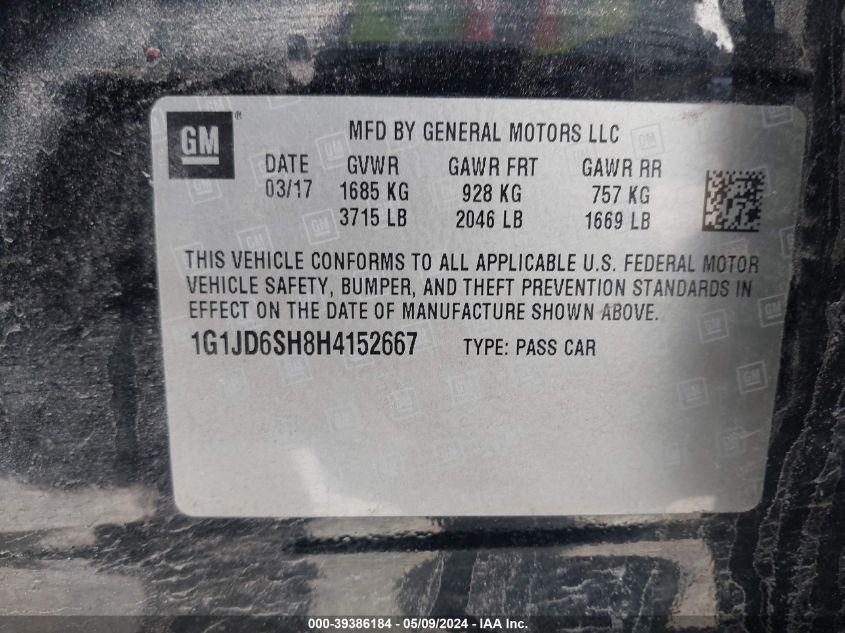 GM ®
MFD BY GENERAL MOTORS LLC
DATE GVWR GAWR FRT GAWR RR
03/17 1685 KG 928 KG 757 KG
3715 LB 2046 LB 1669 LB
THIS VEHICLE CONFORMS TO ALL APPLICABLE U.S. FEDERAL MOTOR
VEHICLE SAFETY, BUMPER, AND THEFT PREVENTION STANDARDS IN
EFFECT ON THE DATE OF MANUFACTURE SHOWN ABOVE.
1G1JD6SH8H4152667 TYPE: PASS CAR
000-39386184 / 05/09/2024 - IAA Inc.